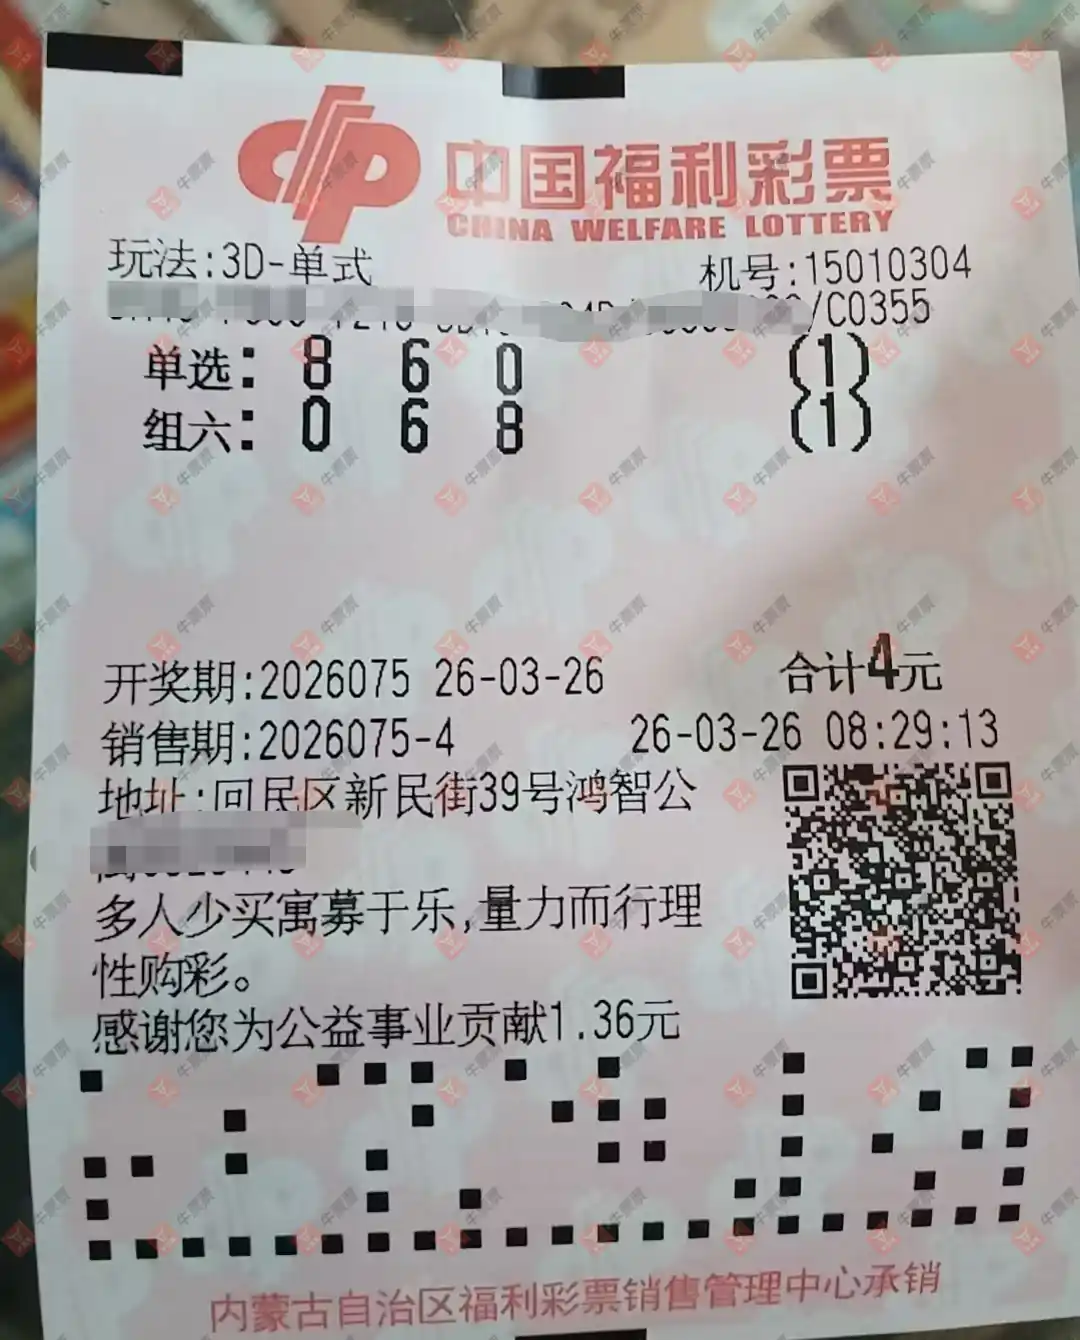 中国福利彩票
CHINA WELFARE LOTTERY
玩法:3D-单式 机号:15010304
/C0355
单选: 8 6 0 (1)
组六: 0 6 8 (1)
开奖期:2026075 26-03-26 合计4元
销售期:2026075-4 26-03-26 08:29:13
地址:回民区新民街39号鸿智公
多人少买寓募于乐,量力而行理
性购彩。
感谢您为公益事业贡献1.36元
内蒙古自治区福利彩票销售管理中心承销
牛票票